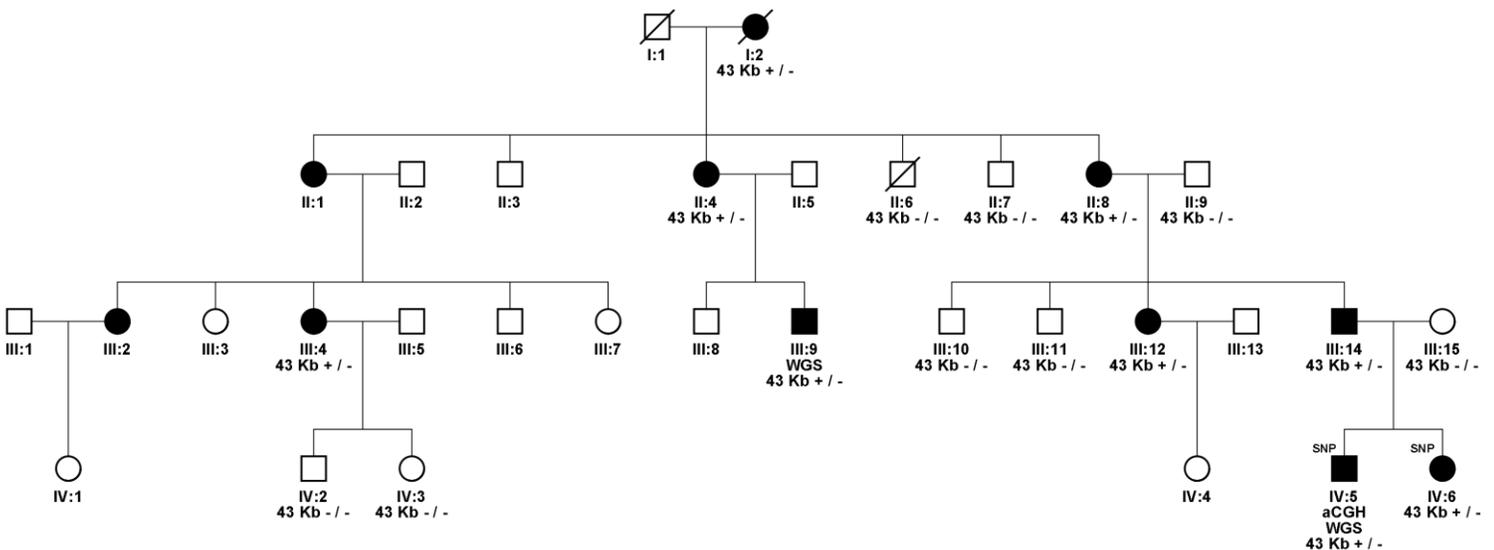 I:1
I:2
43 Kb + / -
II:1
II:2
II:3
II:4
43 Kb + / -
II:5
II:6
43 Kb - / -
II:7
43 Kb - / -
II:8
43 Kb + / -
II:9
43 Kb - / -
III:1
III:2
III:3
III:4
43 Kb + / -
III:5
III:6
III:7
III:8
III:9
WGS
43 Kb + / -
III:10
43 Kb - / -
III:11
43 Kb - / -
III:12
43 Kb + / -
III:13
III:14
43 Kb + / -
III:15
43 Kb - / -
IV:1
IV:2
43 Kb - / -
IV:3
43 Kb - / -
IV:4
SNP
IV:5
aCGH
WGS
43 Kb + / -
SNP
IV:6
43 Kb + / -